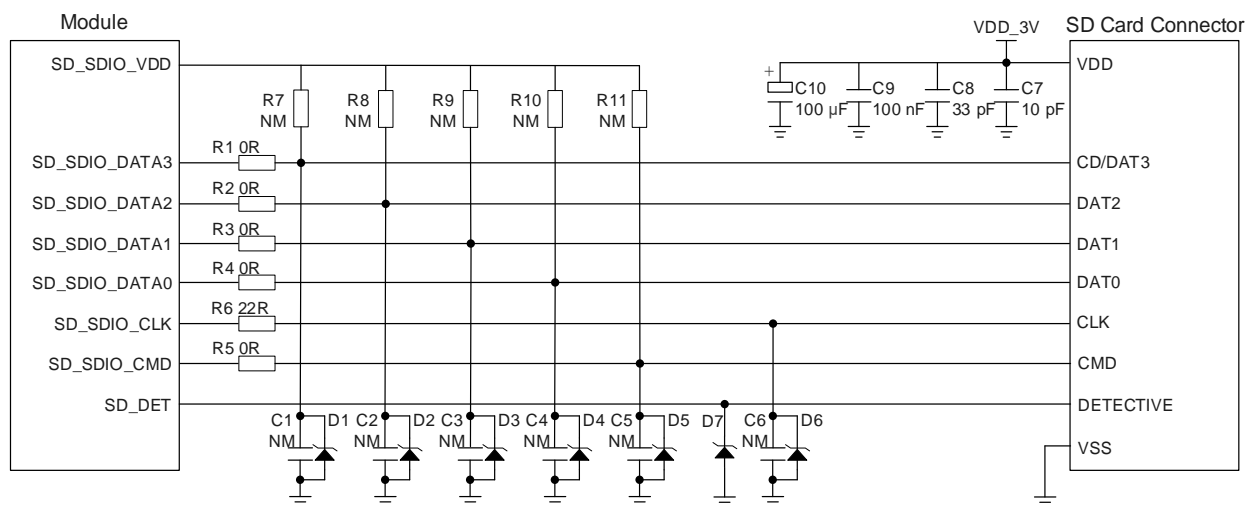 Module
SD Card Connector
VDD_3V
SD_SDIO_VDD
VDD
+
R7
NM
R8
NM
R9
NM
R10
NM
R11
NM
C10
100 µF
C9
100 nF
C8
33 pF
C7
10 pF
SD_SDIO_DATA3
R1 0R
CD/DAT3
SD_SDIO_DATA2
R2 0R
DAT2
SD_SDIO_DATA1
R3 0R
DAT1
SD_SDIO_DATA0
R4 0R
DAT0
SD_SDIO_CLK
R6 22R
CLK
SD_SDIO_CMD
R5 0R
CMD
SD_DET
DETECTIVE
C1
NM
D1
C2
NM
D2
C3
NM
D3
C4
NM
D4
C5
NM
D5
D7
C6
NM
D6
VSS